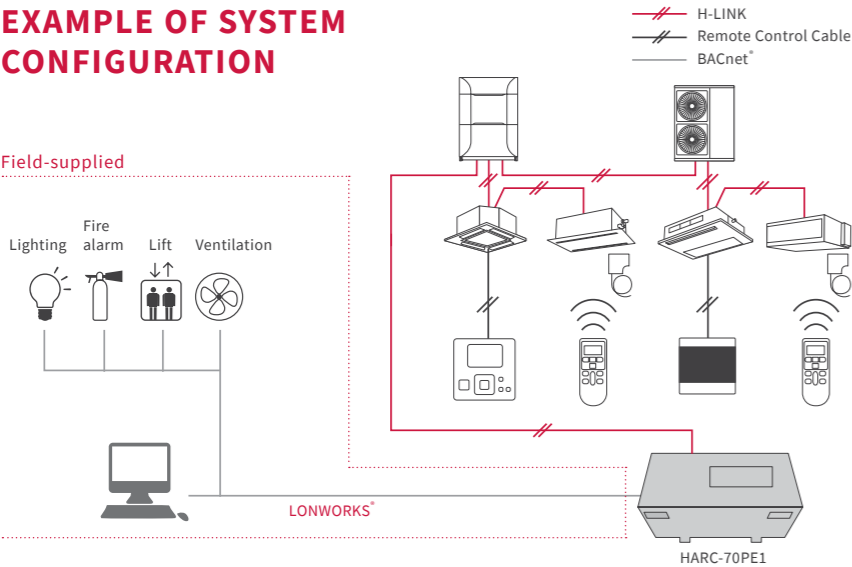 EXAMPLE OF SYSTEM
CONFIGURATION
H-LINK
Remote Control Cable
BACnet®
Field-supplied
Lighting
Fire
alarm
Lift
Ventilation
LONWORKS®
HARC-70PE1